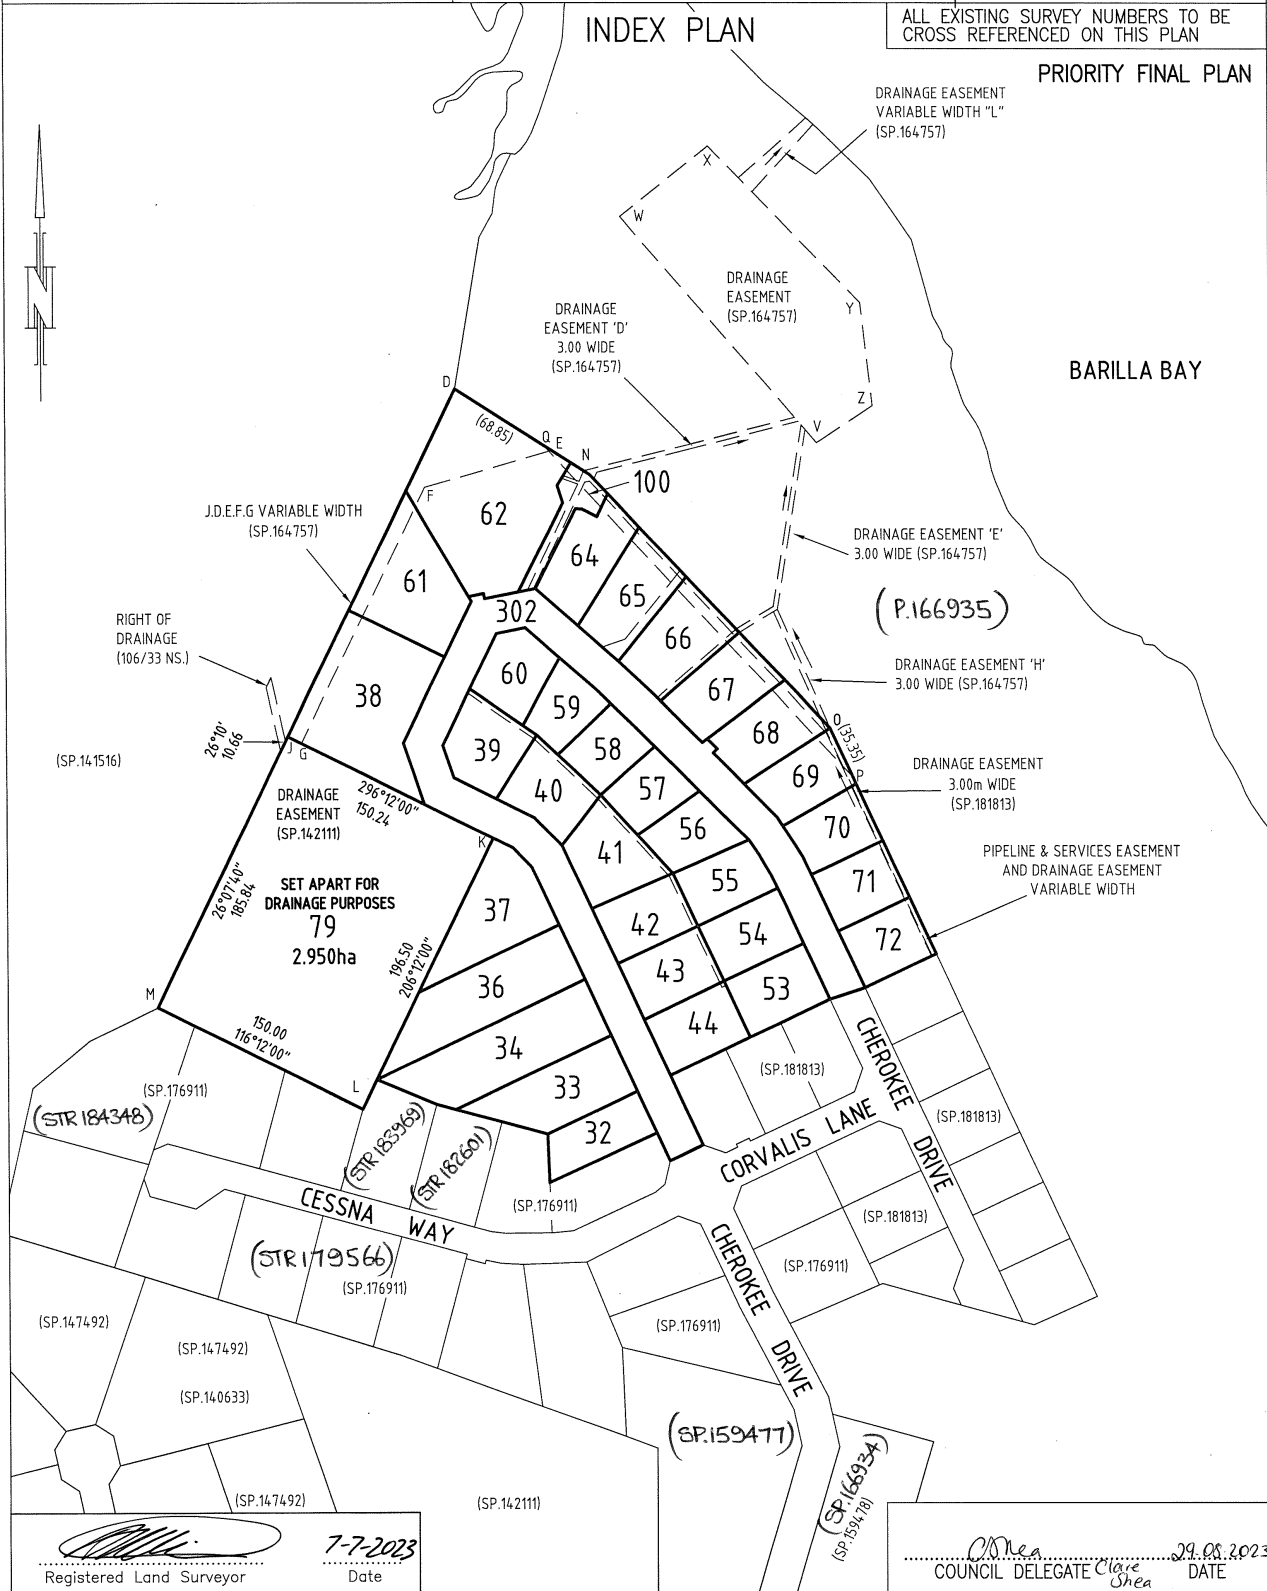 INDEX PLAN
ALL EXISTING SURVEY NUMBERS TO BE
CROSS REFERENCED ON THIS PLAN
PRIORITY FINAL PLAN
DRAINAGE EASEMENT
VARIABLE WIDTH "L"
(SP.164757)
X
W
N
DRAINAGE
EASEMENT
(SP.164757)
Y
DRAINAGE
EASEMENT 'D'
3.00 WIDE
(SP.164757)
BARILLA BAY
Z
V
D
(68.85)
Q E
N
100
F
62
J.D.E.F.G VARIABLE WIDTH
(SP.164757)
DRAINAGE EASEMENT 'E'
3.00 WIDE (SP.164757)
64
61
65
302
(P.166935)
RIGHT OF
DRAINAGE
(106/33 NS.)
66
DRAINAGE EASEMENT 'H'
3.00 WIDE (SP.164757)
60
67
38
59
O
(35.35)
68
26°10'
10.66
J G
39
58
(SP.141516)
DRAINAGE EASEMENT
3.00m WIDE
(SP.181813)
69
P
296°12'00"
150.24
DRAINAGE
EASEMENT
(SP.142111)
40
57
56
70
K
41
PIPELINE & SERVICES EASEMENT
AND DRAINAGE EASEMENT
VARIABLE WIDTH
26°07'40"
185.84
SET APART FOR
DRAINAGE PURPOSES
79
2.950ha
55
71
37
42
54
72
196.50
206°12'00"
43
36
53
M
150.00
116°12'00"
44
34
CHEROKEE DRIVE
(SP.181813)
L
33
(SP.176911)
(STR 184348)
(STR 183969)
(STR 182601)
32
CORVALIS LANE
(SP.181813)
CESSNA WAY
(SP.176911)
(SP.181813)
(STR 179566)
(SP.176911)
CHEROKEE DRIVE
(SP.176911)
(SP.147492)
(SP.176911)
(SP.147492)
(SP.140633)
(SP.159477)
(SP.166934)
(SP.159478)
(SP.147492)
(SP.142111)
7-7-2023
Registered Land Surveyor
Date
CShea
29.08.2023
COUNCIL DELEGATE
Clare
Shea
DATE